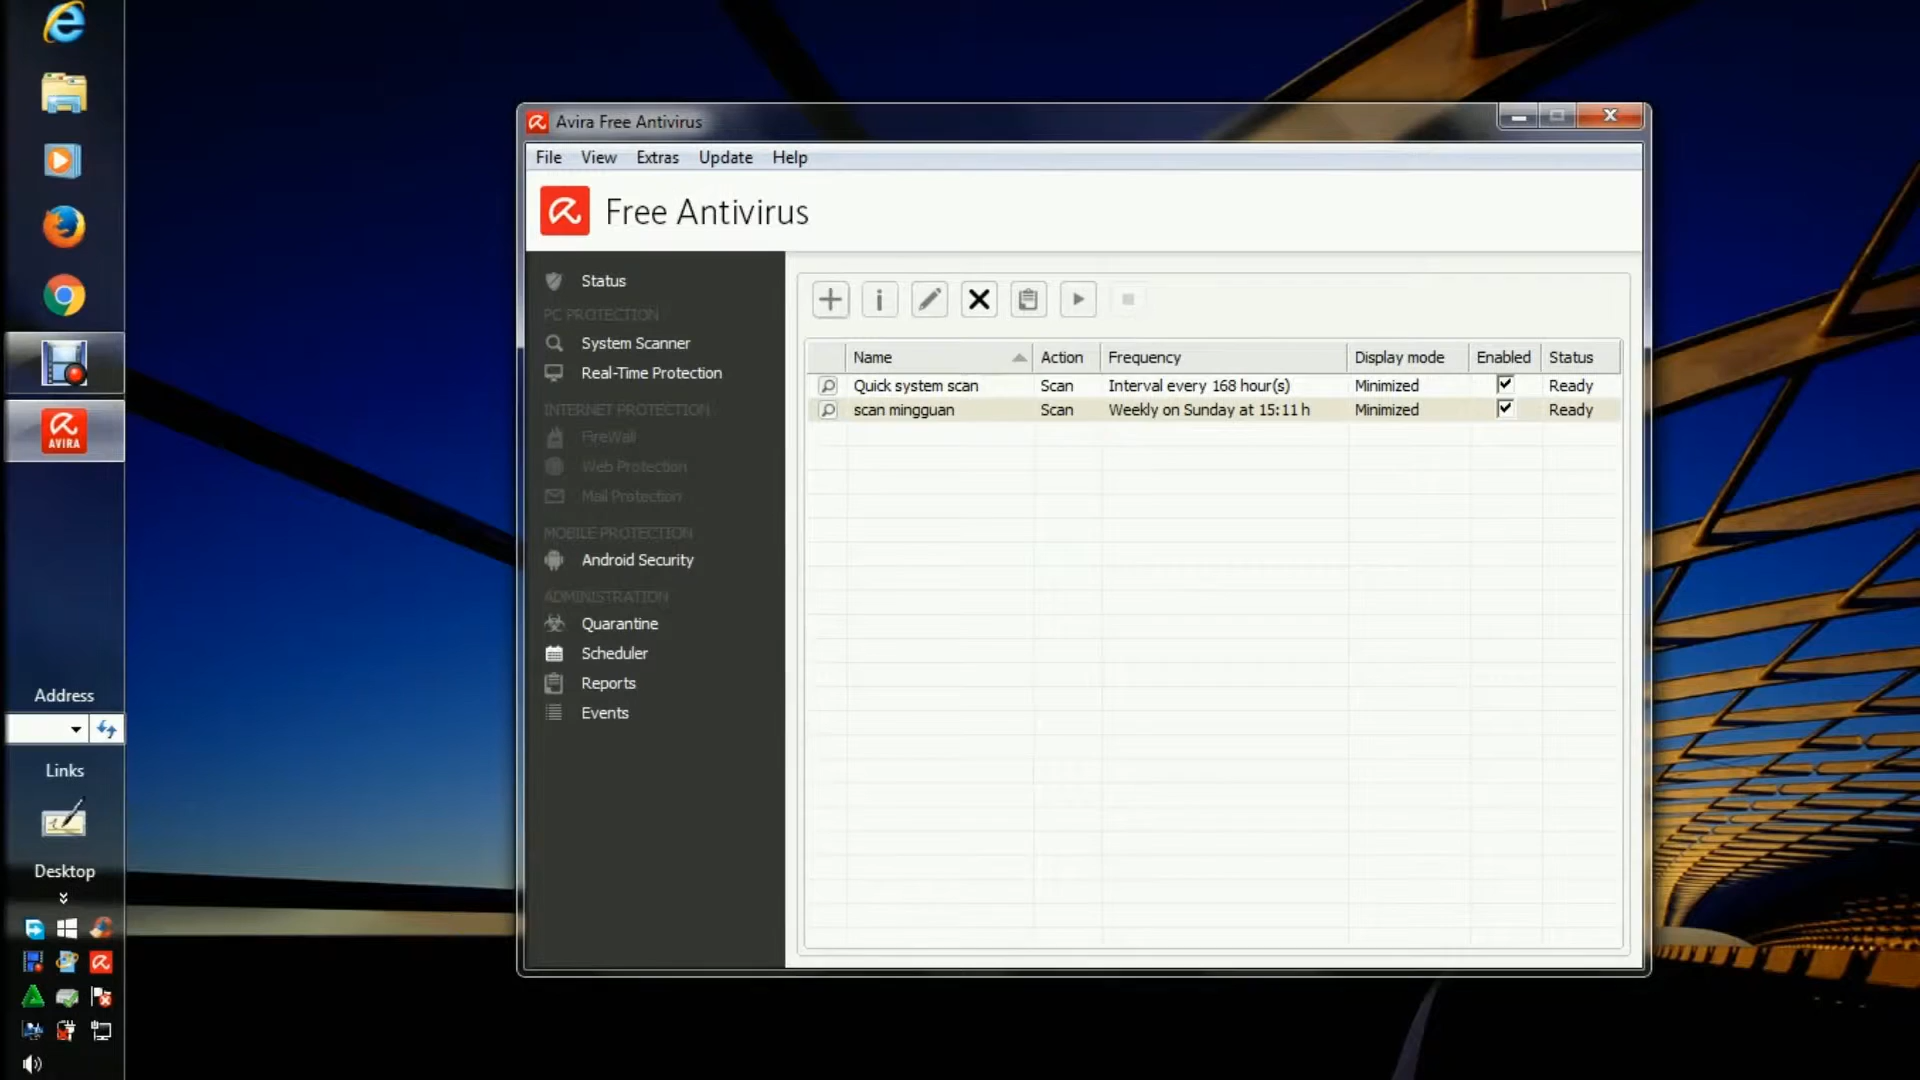 Avira Free Antivirus
File View Extras Update Help
Free Antivirus
Status
PC PROTECTION
System Scanner
Real-Time Protection
INTERNET PROTECTION
FireWall
Web Protection
Mail Protection
MOBILE PROTECTION
Android Security
ADMINISTRATION
Quarantine
Scheduler
Reports
Events
Name Action Frequency Display mode Enabled Status
Quick system scan Scan Interval every 168 hour(s) Minimized Ready
scan mingguan Scan Weekly on Sunday at 15:11 h Minimized Ready
AVIRA
Address
Links
Desktop